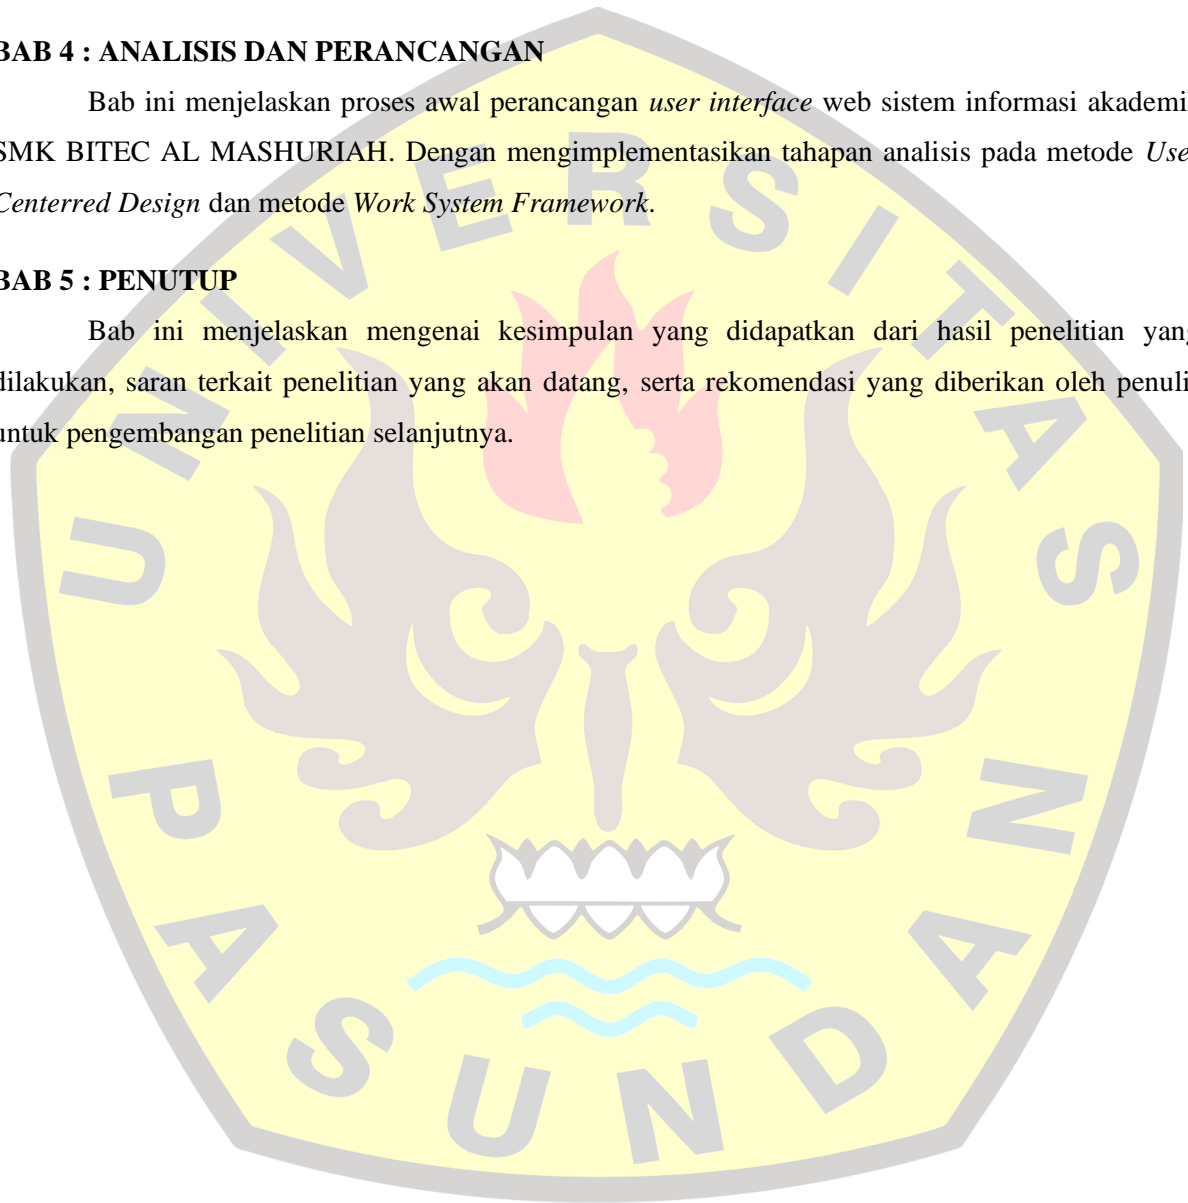 BAB 4 : ANALISIS DAN PERANCANGAN
Bab ini menjelaskan proses awal perancangan user interface web sistem informasi akademik
SMK BITEC AL MASHURIAH. Dengan mengimplementasikan tahapan analisis pada metode Use
Centerred Design dan metode Work System Framework.
BAB 5 : PENUTUP
Bab ini menjelaskan mengenai kesimpulan yang didapatkan dari hasil penelitian yang
dilakukan, saran terkait penelitian yang akan datang, serta rekomendasi yang diberikan oleh penuli
untuk pengembangan penelitian selanjutnya.
UNIVERSITAS
PASUNDAN